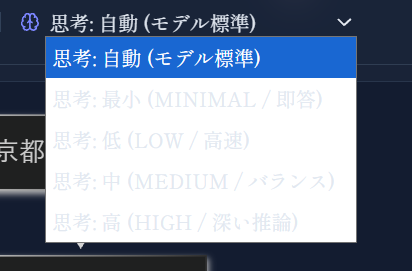 思考: 自動 (モデル標準)
思考: 自動 (モデル標準)
思考: 最小 (MINIMAL / 即答)
思考: 低 (LOW / 高速)
京都
思考: 中 (MEDIUM / バランス)
思考: 高 (HIGH / 深い推論)